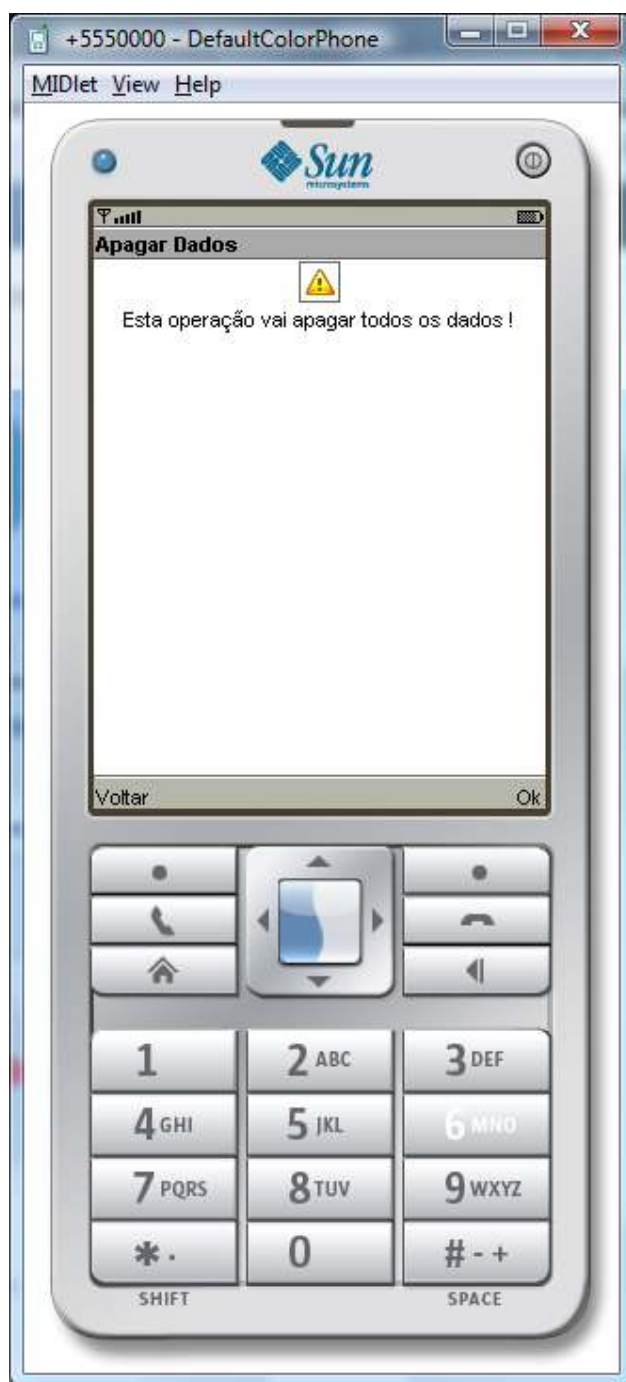 +5550000 - DefaultColorPhone
MIDlet View Help
Sun
microsystems
Apagar Dados
Esta operação vai apagar todos os dados !
Voltar Ok
1 2 ABC 3 DEF
4 GHI 5 JKL 6 MNO
7 PQRS 8 TUV 9 WXYZ
* . 0 # - +
SHIFT SPACE